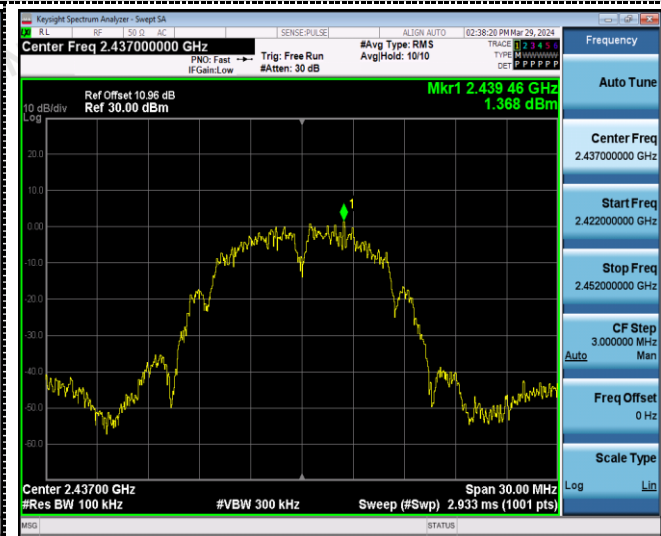 Keysight Spectrum Analyzer - Swept SA
RL RF 50 Ω AC SENSE:PULSE ALIGN AUTO 02:38:20 PM Mar 29, 2024
Center Freq 2.437000000 GHz
PNO: Fast
IFGain:Low
Trig: Free Run
#Atten: 30 dB
#Avg Type: RMS
Avg|Hold: 10/10
TRACE 1 2 3 4 5 6
TYPE M WWWWW
DET P P P P P P
Frequency
Auto Tune
Center Freq
2.437000000 GHz
Start Freq
2.422000000 GHz
Stop Freq
2.452000000 GHz
CF Step
3.000000 MHz
Auto Man
Freq Offset
0 Hz
Scale Type
Log Lin
Mkr1 2.439 46 GHz
1.368 dBm
Ref Offset 10.96 dB
10 dB/div Ref 30.00 dBm
Log
20.0
10.0
0.00
-10.0
-20.0
-30.0
-40.0
-50.0
-60.0
1
Center 2.43700 GHz Span 30.00 MHz
#Res BW 100 kHz #VBW 300 kHz Sweep (#Swp) 2.933 ms (1001 pts)
MSG STATUS